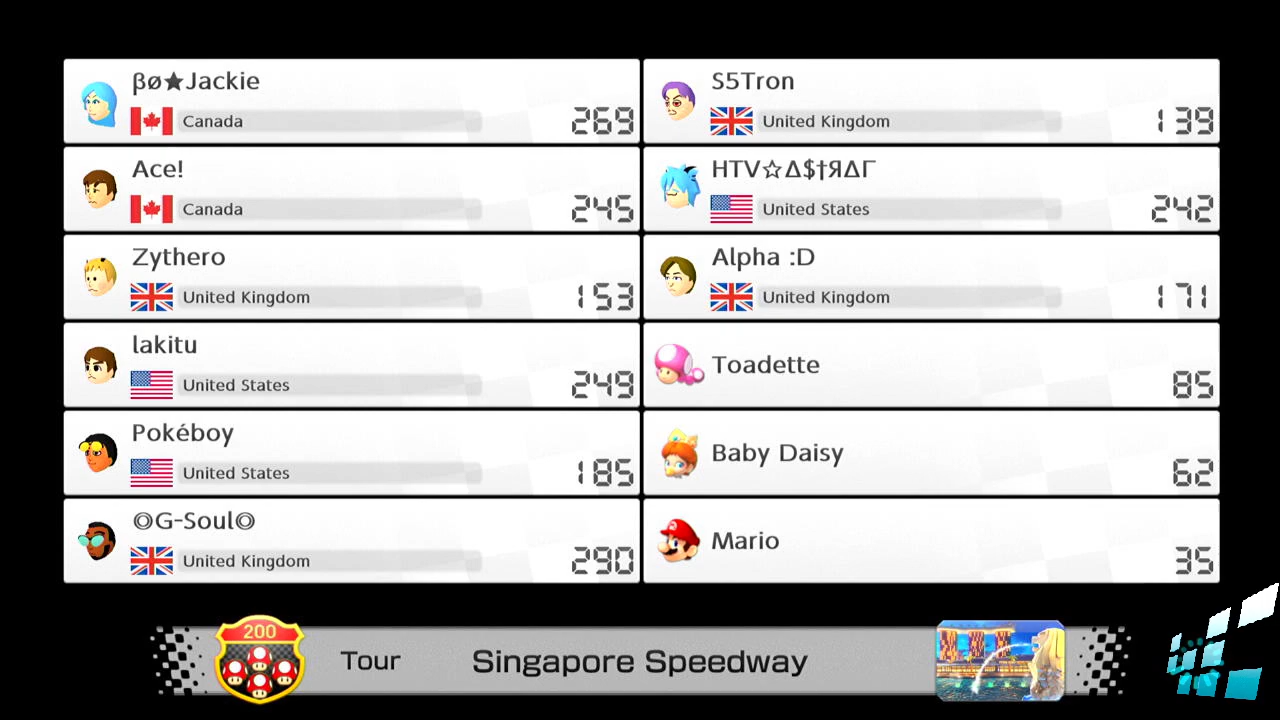 βø★Jackie
Canada
269
Ace!
Canada
245
Zythero
United Kingdom
153
lakitu
United States
249
Pokéboy
United States
185
◎G-Soul◎
United Kingdom
290
S5Tron
United Kingdom
139
HTV☆Δ$†ЯΔΓ
United States
242
Alpha :D
United Kingdom
171
Toadette
85
Baby Daisy
62
Mario
35
200
Tour Singapore Speedway